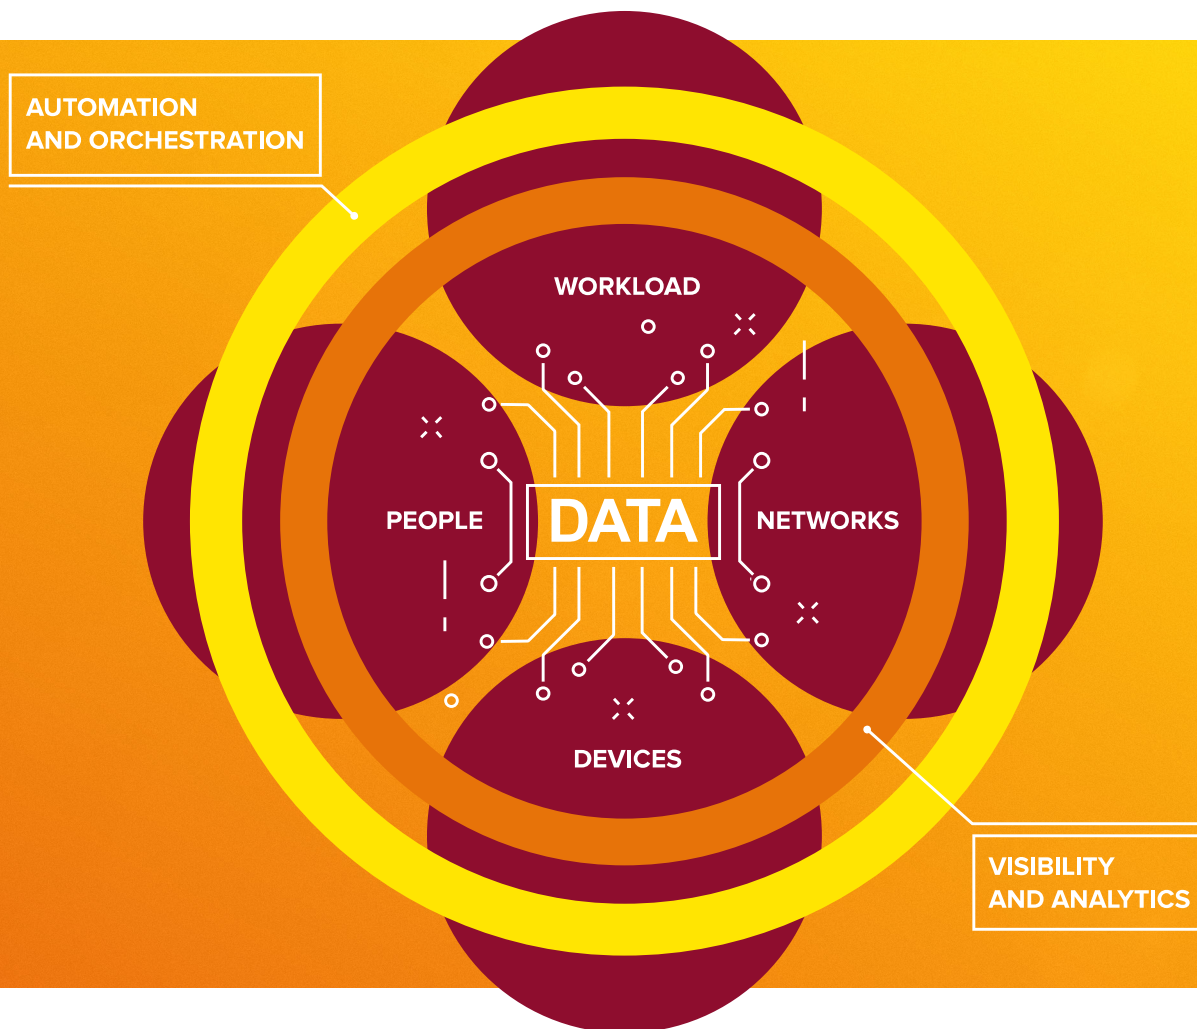 AUTOMATION
AND ORCHESTRATION
WORKLOAD
PEOPLE
DATA
NETWORKS
DEVICES
VISIBILITY
AND ANALYTICS